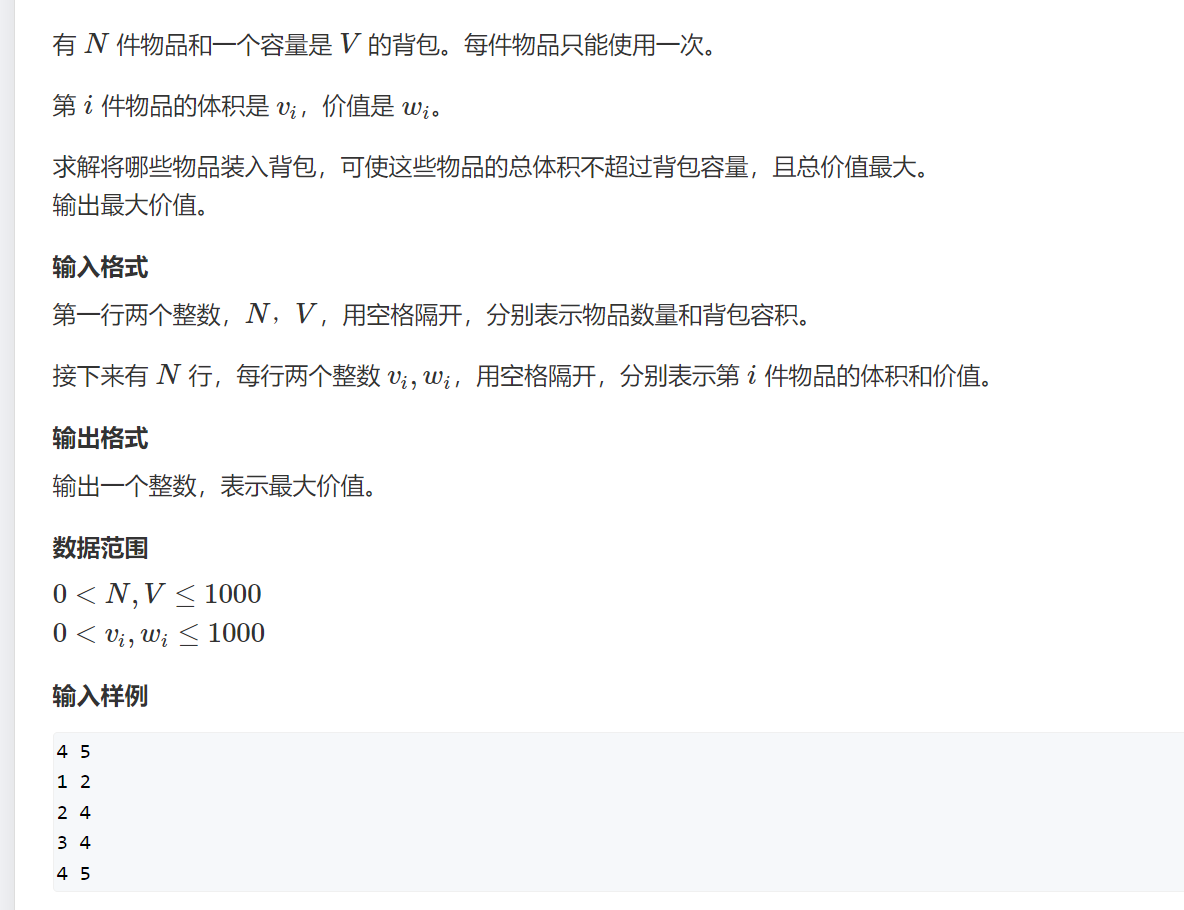 有 N 件物品和一个容量是 V 的背包。每件物品只能使用一次。
第 i 件物品的体积是 vᵢ，价值是 wᵢ。
求解将哪些物品装入背包，可使这些物品的总体积不超过背包容量，且总价值最大。
输出最大价值。
输入格式
第一行两个整数，N，V，用空格隔开，分别表示物品数量和背包容积。
接下来有 N 行，每行两个整数 vᵢ, wᵢ，用空格隔开，分别表示第 i 件物品的体积和价值。
输出格式
输出一个整数，表示最大价值。
数据范围
0 < N, V ≤ 1000
0 < vᵢ, wᵢ ≤ 1000
输入样例
4 5
1 2
2 4
3 4
4 5